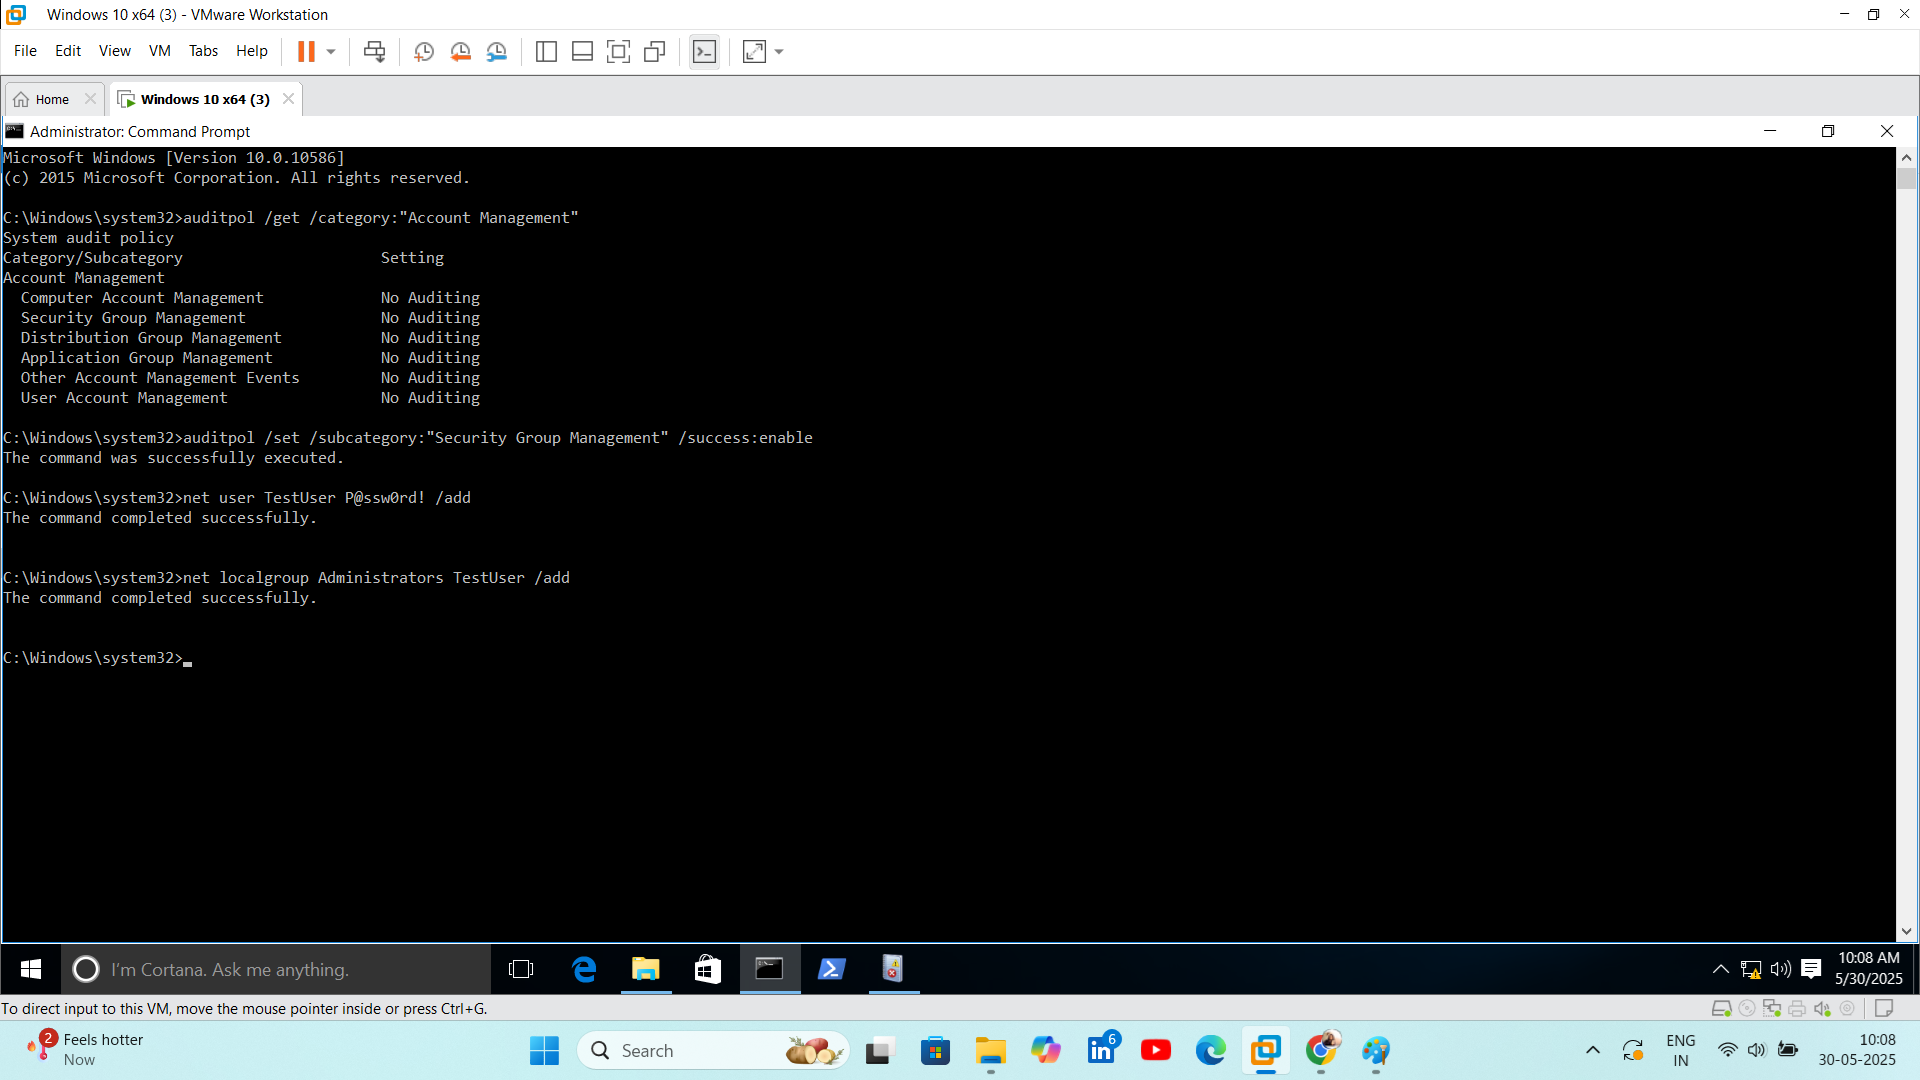 Windows 10 x64 (3) - VMware Workstation
File Edit View VM Tabs Help
Home Windows 10 x64 (3)
Administrator: Command Prompt
Microsoft Windows [Version 10.0.10586]
(c) 2015 Microsoft Corporation. All rights reserved.
C:\Windows\system32>auditpol /get /category:"Account Management"
System audit policy
Category/Subcategory Setting
Account Management
Computer Account Management No Auditing
Security Group Management No Auditing
Distribution Group Management No Auditing
Application Group Management No Auditing
Other Account Management Events No Auditing
User Account Management No Auditing
C:\Windows\system32>auditpol /set /subcategory:"Security Group Management" /success:enable
The command was successfully executed.
C:\Windows\system32>net user TestUser P@ssw0rd! /add
The command completed successfully.
C:\Windows\system32>net localgroup Administrators TestUser /add
The command completed successfully.
C:\Windows\system32>
I'm Cortana. Ask me anything.
10:08 AM
5/30/2025
To direct input to this VM, move the mouse pointer inside or press Ctrl+G.
2
Feels hotter
Now
Search
6
ENG
IN
10:08
30-05-2025